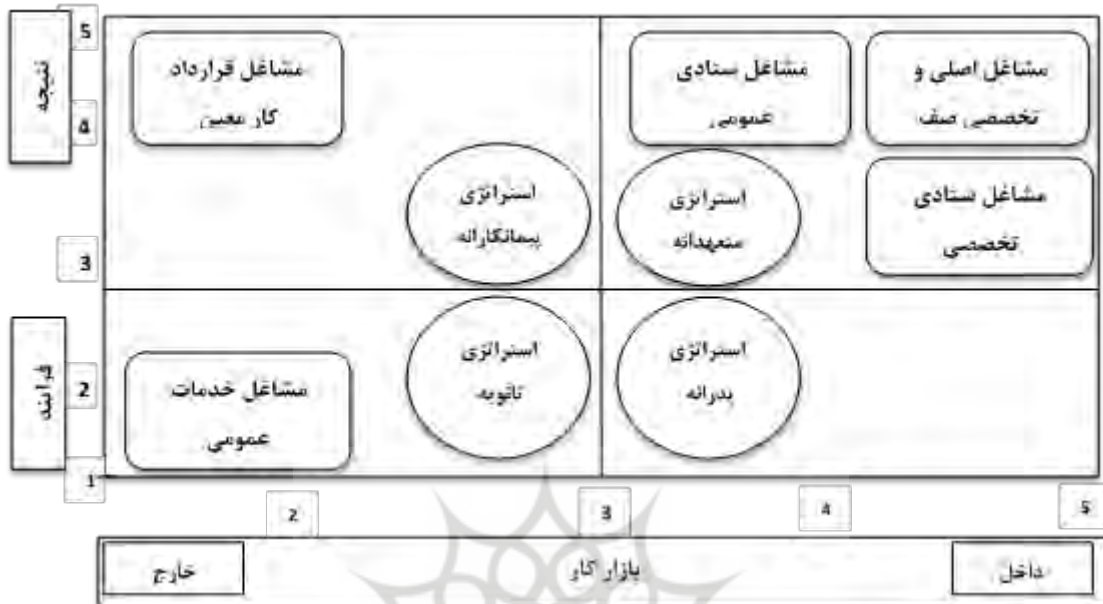 نتیجه
فرایند
5
4
3
2
1
مشاغل اصلی و
تخصصی صف
مشاغل ستادی
عمومی
مشاغل قرارداد
کار معین
مشاغل ستادی
تخصصی
استراتژی
متعهدانه
استراتژی
پیمانکارانه
استراتژی
پدرانه
استراتژی
ثانویه
مشاغل خدمات
عمومی
2
3
4
5
داخل
بازار کار
خارج